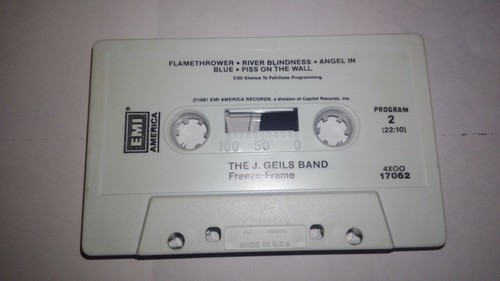 FLAMETHROWER • RIVER BLINDNESS • ANGEL IN
BLUE • PISS ON THE WALL
2:00 Silence To Facilitate Programming
©1981 EMI AMERICA RECORDS, a division of Capitol Records, Inc.
EMI
AMERICA
PROGRAM
2
(22:10)
100 50 0
THE J. GEILS BAND
Freeze-Frame
4XOO
17062
MADE IN U.S.A.